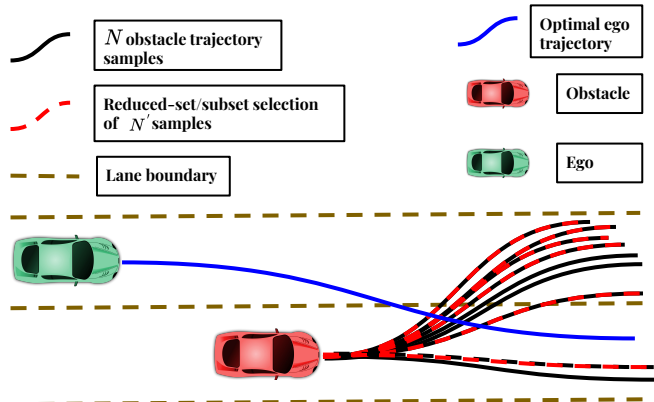 N obstacle trajectory
samples
Reduced-set/subset selection
of N' samples
Lane boundary
Optimal ego
trajectory
Obstacle
Ego